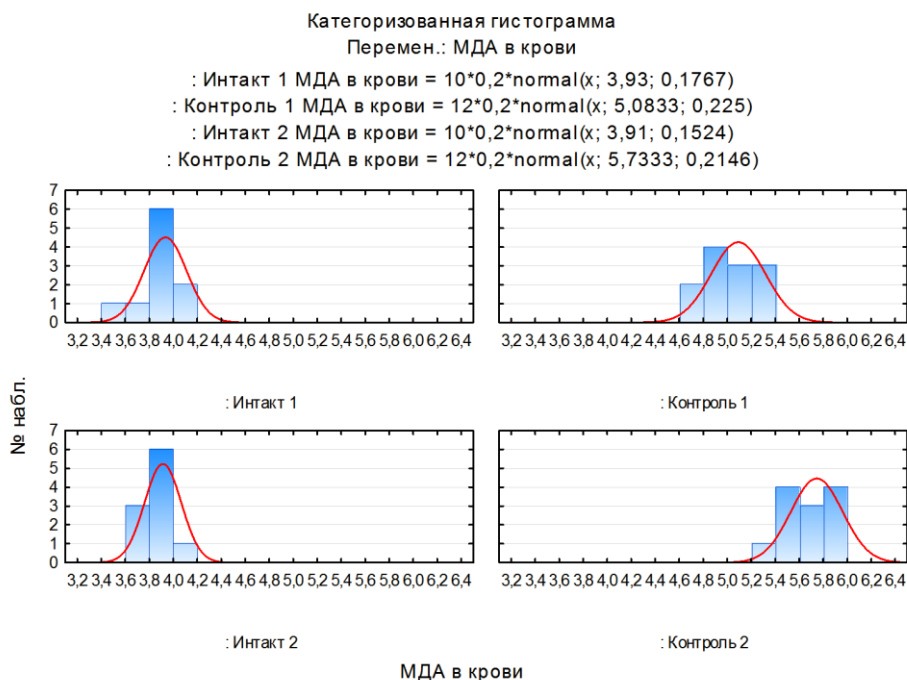 Категоризованная гистограмма
Перемен.: МДА в крови
: Интакт 1 МДА в крови = 10*0,2*normal(x; 3,93; 0,1767)
: Контроль 1 МДА в крови = 12*0,2*normal(x; 5,0833; 0,225)
: Интакт 2 МДА в крови = 10*0,2*normal(x; 3,91; 0,1524)
: Контроль 2 МДА в крови = 12*0,2*normal(x; 5,7333; 0,2146)
7
6
5
4
3
2
1
0
3,2 3,4 3,6 3,8 4,0 4,2 4,4 4,6 4,8 5,0 5,2 5,4 5,6 5,8 6,0 6,2 6,4
3,2 3,4 3,6 3,8 4,0 4,2 4,4 4,6 4,8 5,0 5,2 5,4 5,6 5,8 6,0 6,2 6,4
: Интакт 1
: Контроль 1
№ набл.
7
6
5
4
3
2
1
0
3,2 3,4 3,6 3,8 4,0 4,2 4,4 4,6 4,8 5,0 5,2 5,4 5,6 5,8 6,0 6,2 6,4
3,2 3,4 3,6 3,8 4,0 4,2 4,4 4,6 4,8 5,0 5,2 5,4 5,6 5,8 6,0 6,2 6,4
: Интакт 2
: Контроль 2
МДА в крови